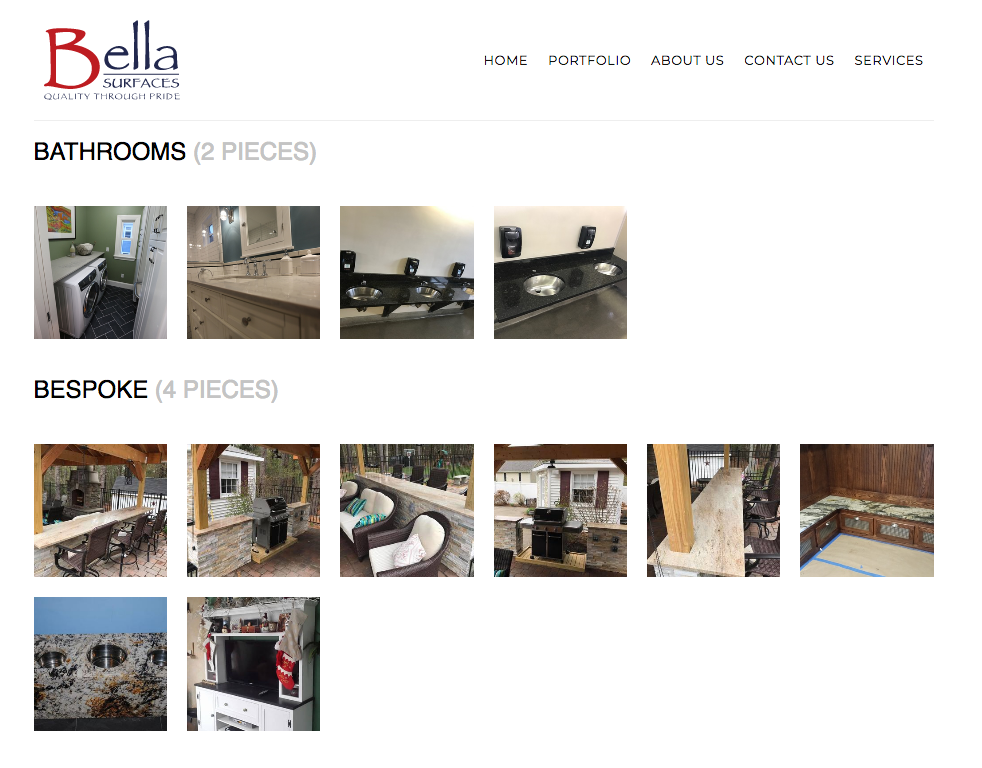 Bella
SURFACES
QUALITY THROUGH PRIDE
HOME PORTFOLIO ABOUT US CONTACT US SERVICES
BATHROOMS (2 PIECES)
BESPOKE (4 PIECES)